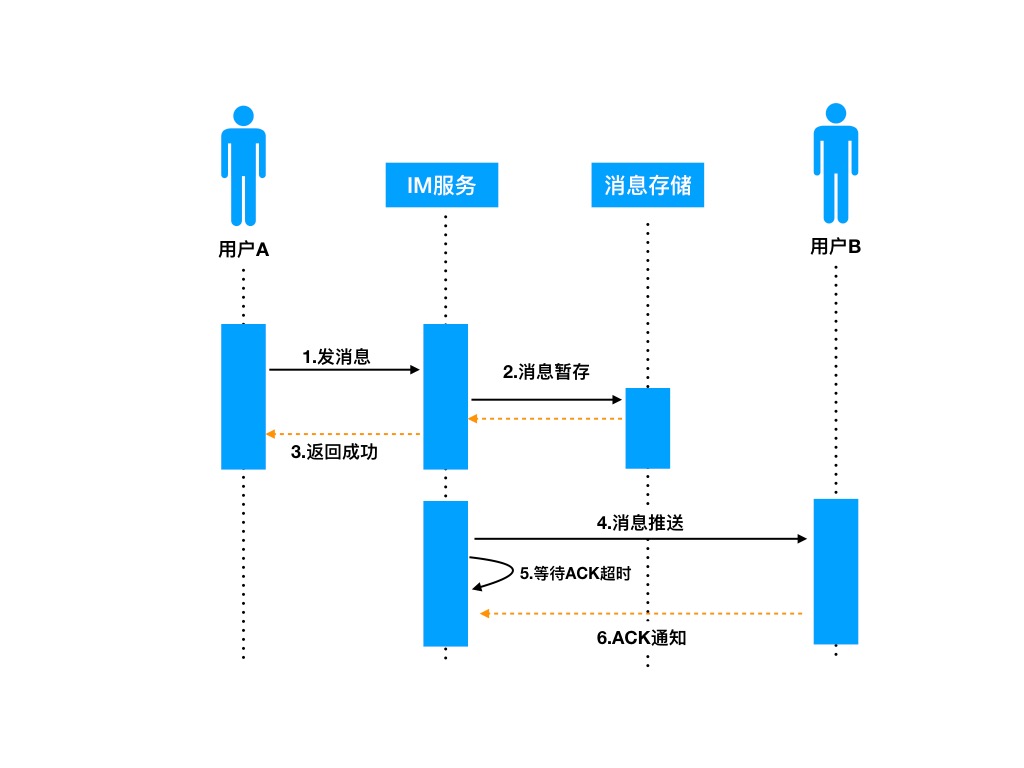 用户A
IM服务
消息存储
用户B
1.发消息
2.消息暂存
3.返回成功
4.消息推送
5.等待ACK超时
6.ACK通知